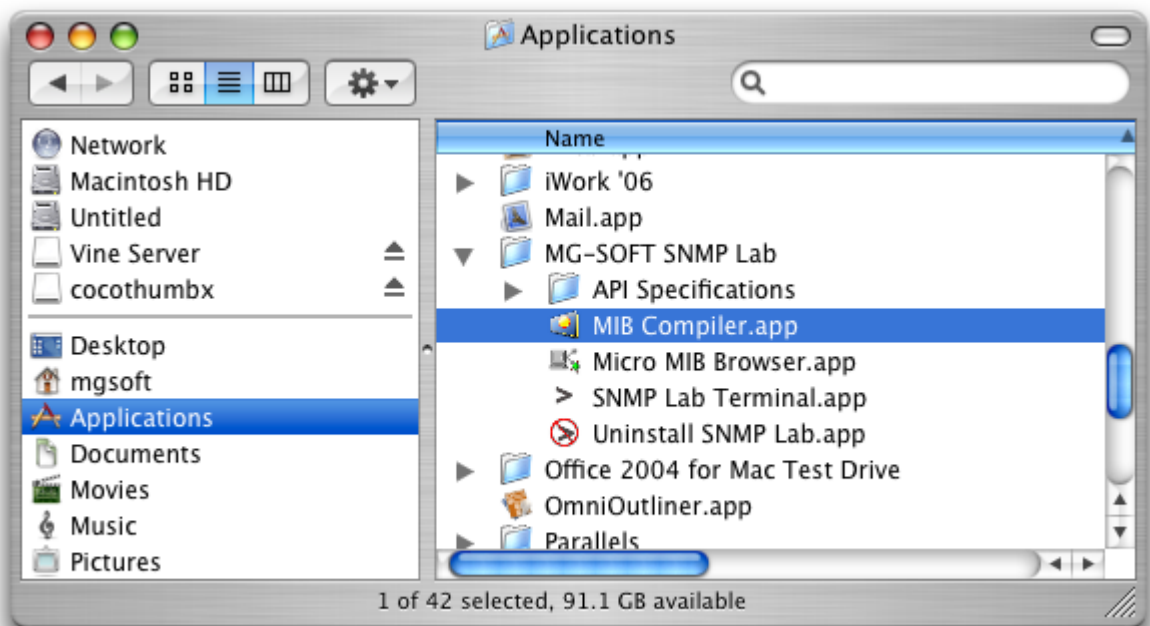 Applications
Name
Network
Macintosh HD
Untitled
Vine Server
cocothumbx
Desktop
mgsoft
Applications
Documents
Movies
Music
Pictures
iWork '06
Mail.app
MG-SOFT SNMP Lab
API Specifications
MIB Compiler.app
Micro MIB Browser.app
SNMP Lab Terminal.app
Uninstall SNMP Lab.app
Office 2004 for Mac Test Drive
OmniOutliner.app
Parallels
1 of 42 selected, 91.1 GB available